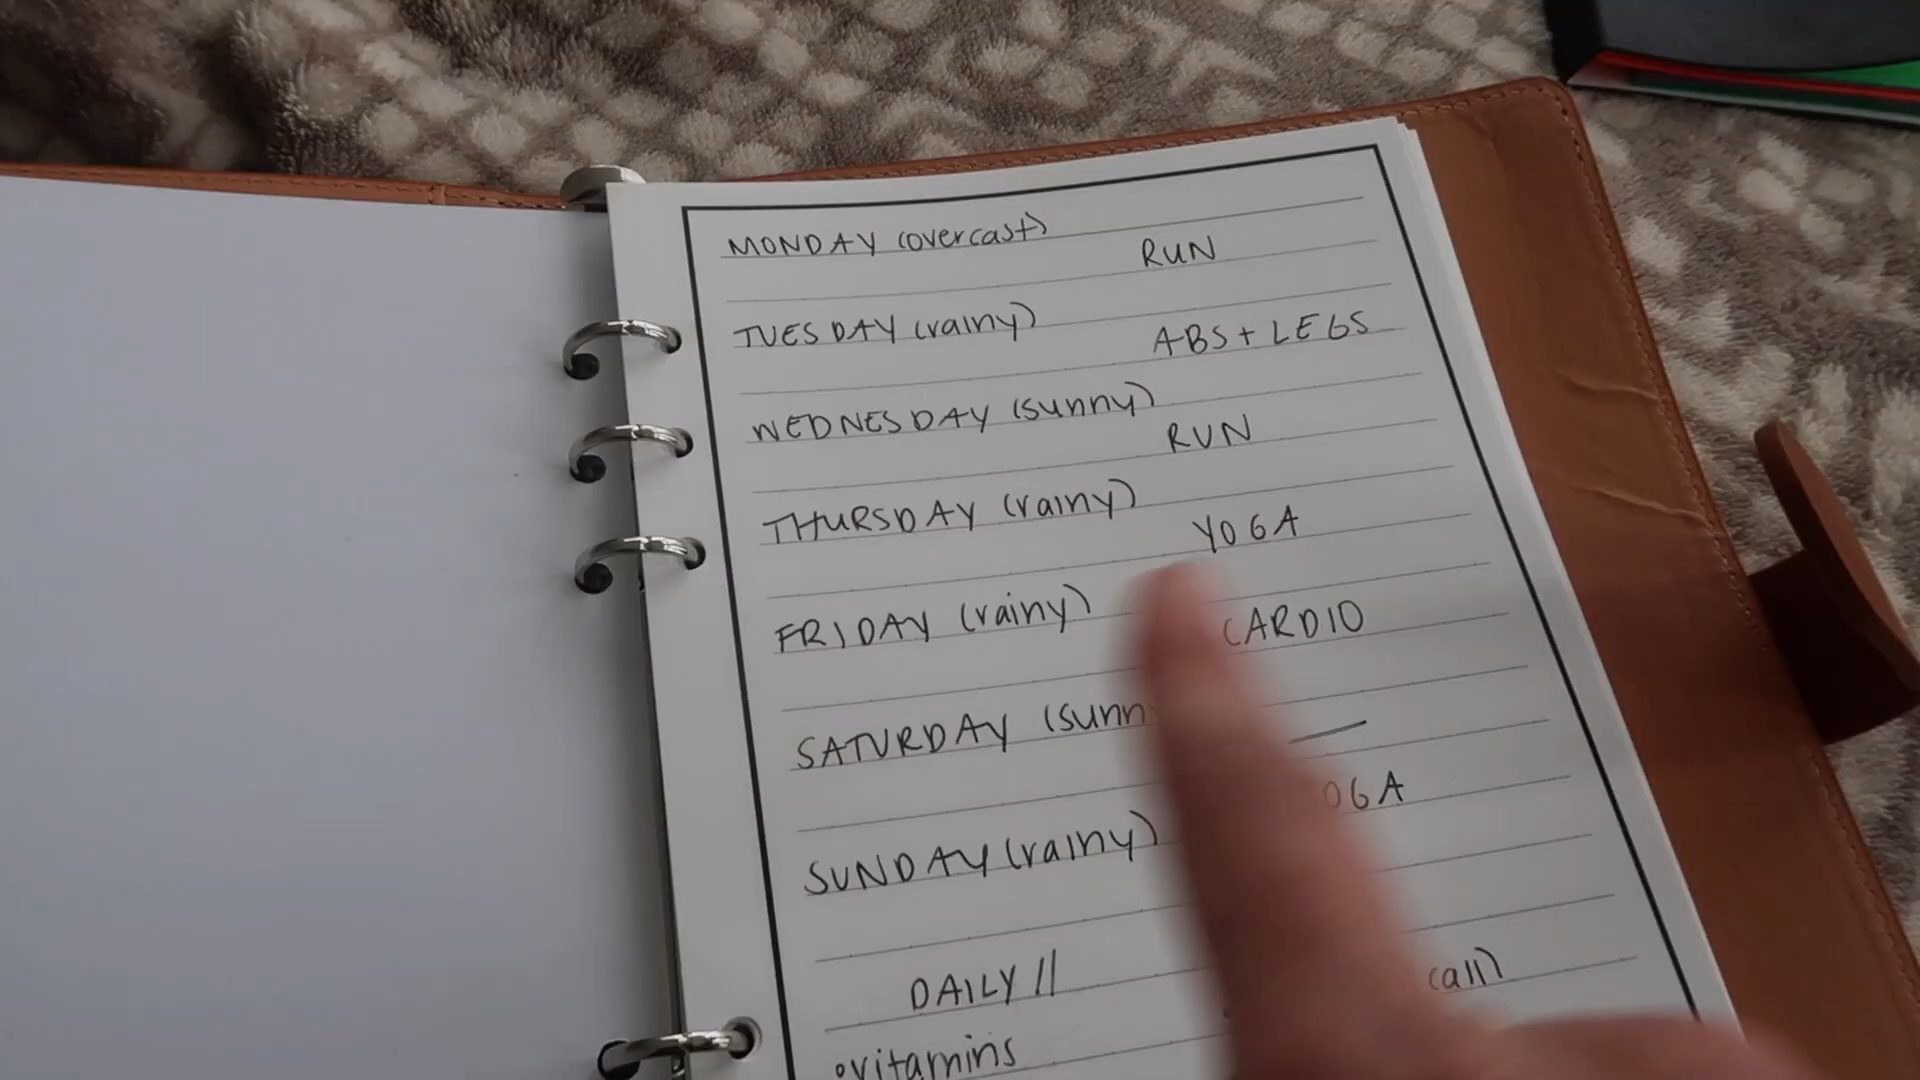 MONDAY (overcast)
RUN
TUESDAY (rainy)
ABS + LEGS
WEDNESDAY (sunny)
RUN
THURSDAY (rainy)
YOGA
FRIDAY (rainy)
CARDIO
SATURDAY
—
SUNDAY (rainy)
DAILY //
call)
•vitamins